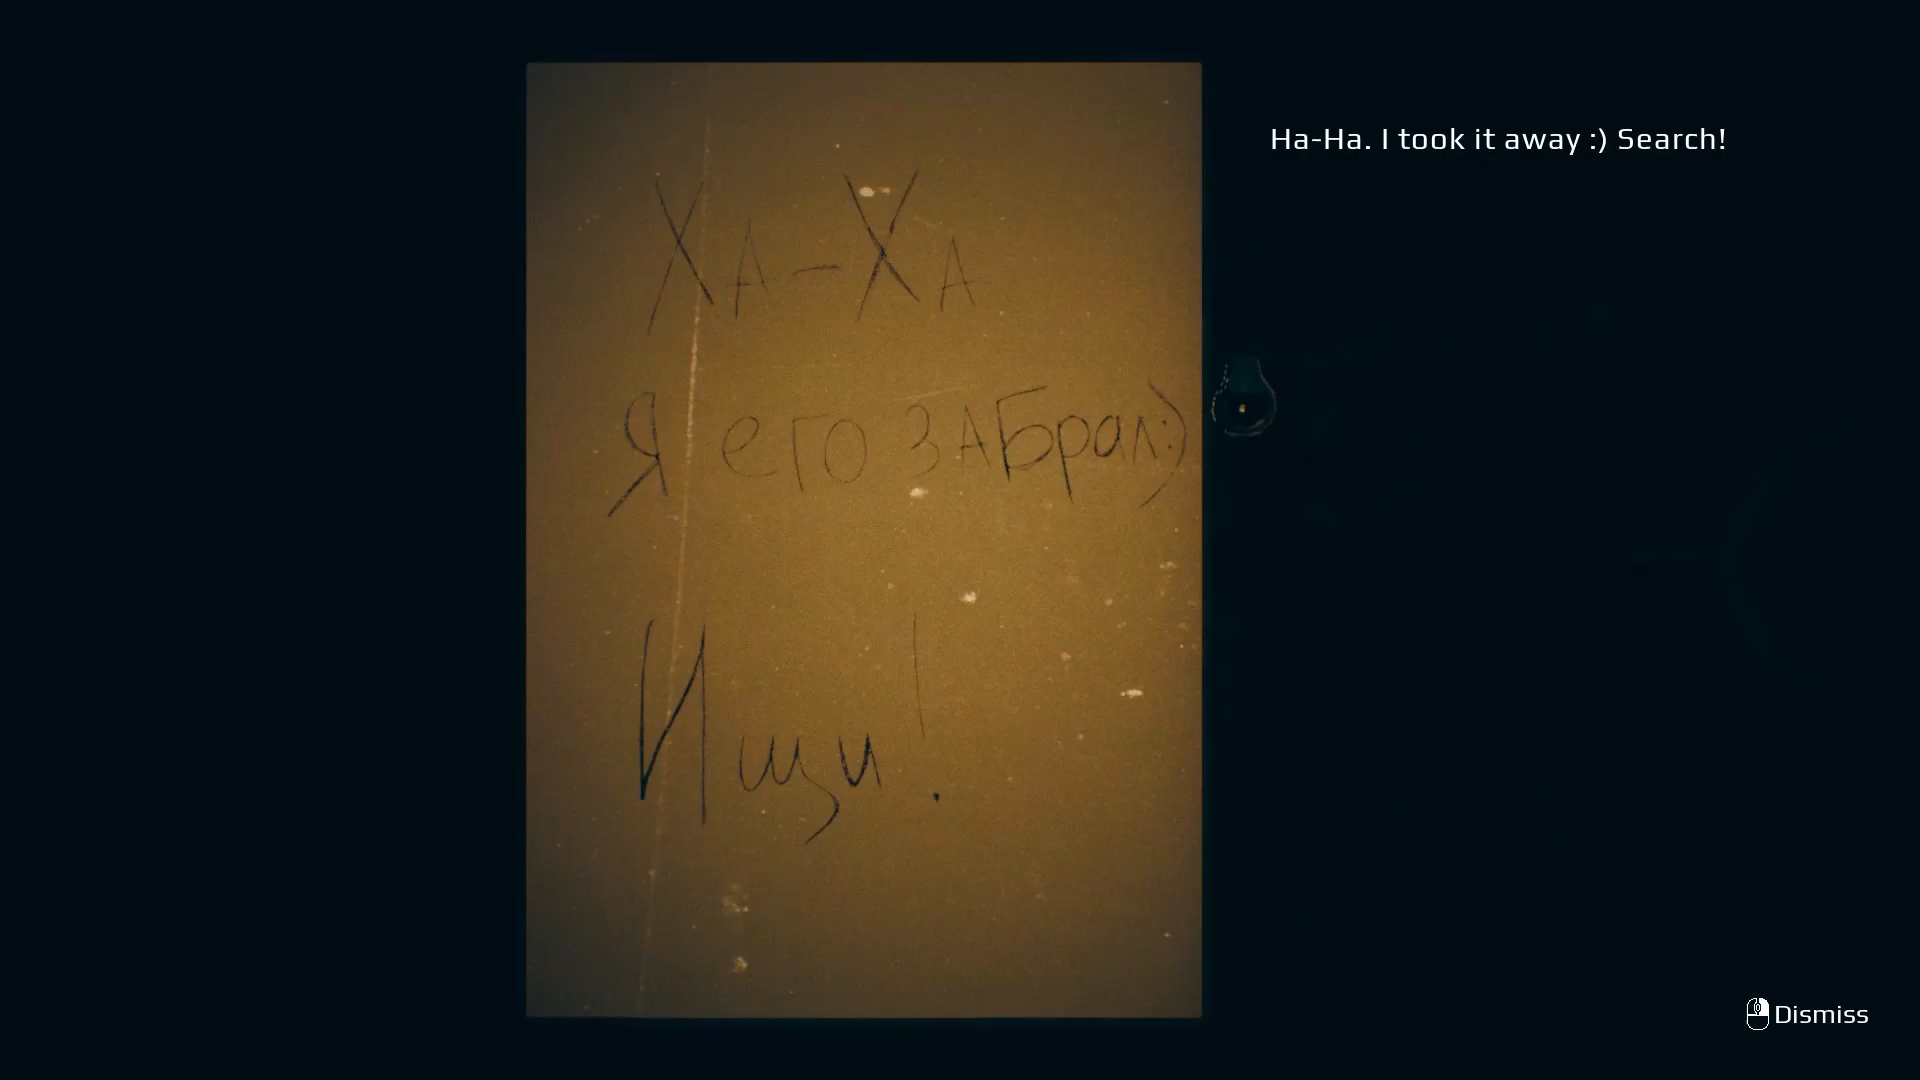 Ха-Ха
Я его забрал:)
Ищи!
Ha-Ha. I took it away :) Search!
Dismiss